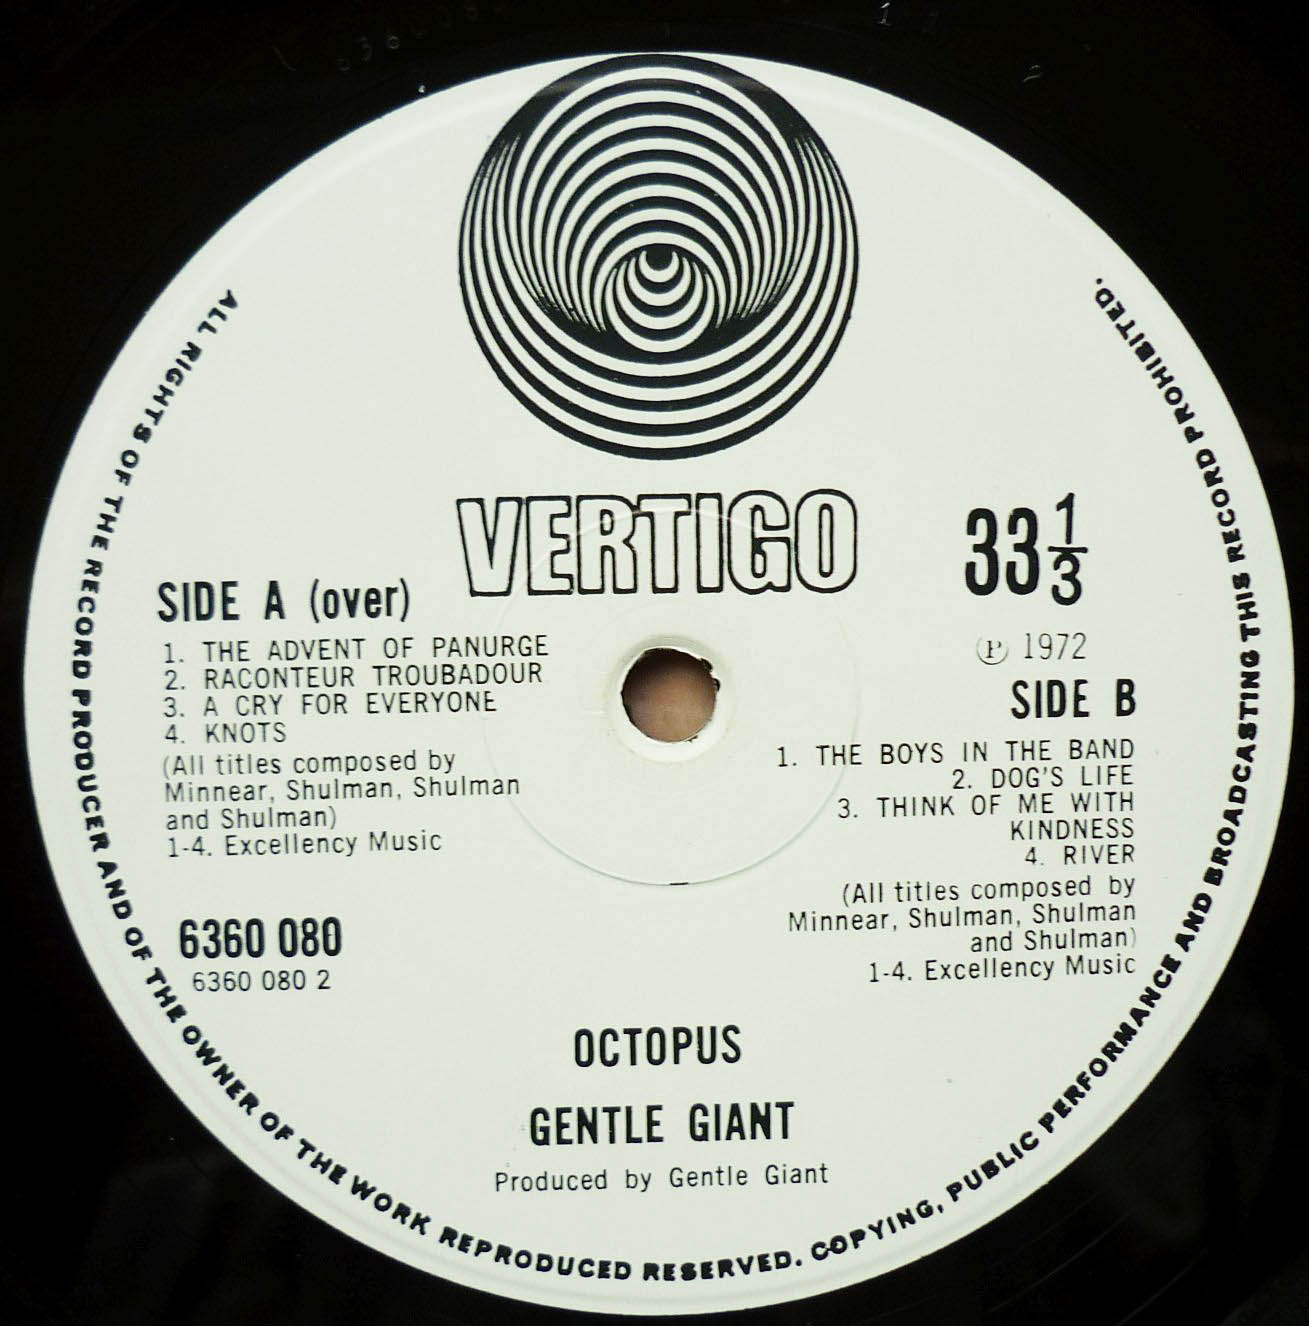 VERTIGO
33 1/3
Ⓟ 1972
SIDE A (over)
1. THE ADVENT OF PANURGE
2. RACONTEUR TROUBADOUR
3. A CRY FOR EVERYONE
4. KNOTS
(All titles composed by
Minnear, Shulman, Shulman
and Shulman)
1-4. Excellency Music
6360 080
6360 080 2
SIDE B
1. THE BOYS IN THE BAND
2. DOG'S LIFE
3. THINK OF ME WITH
KINDNESS
4. RIVER
(All titles composed by
Minnear, Shulman, Shulman
and Shulman)
1-4. Excellency Music
OCTOPUS
GENTLE GIANT
Produced by Gentle Giant
ALL RIGHTS OF THE RECORD PRODUCER AND OF THE OWNER OF THE WORK REPRODUCED RESERVED. COPYING, PUBLIC PERFORMANCE AND BROADCASTING THIS RECORD PROHIBITED.